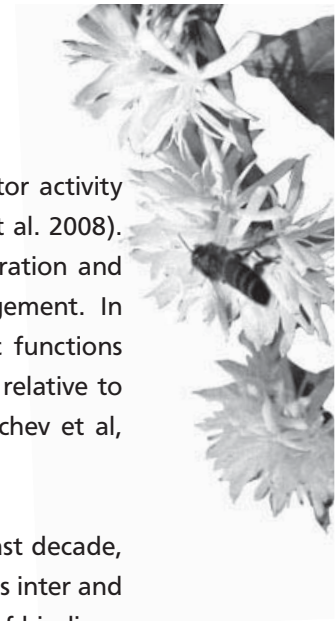 tor activity
t al. 2008).
ration and
gement. In
functions
relative to
chev et al,
ast decade,
s inter and